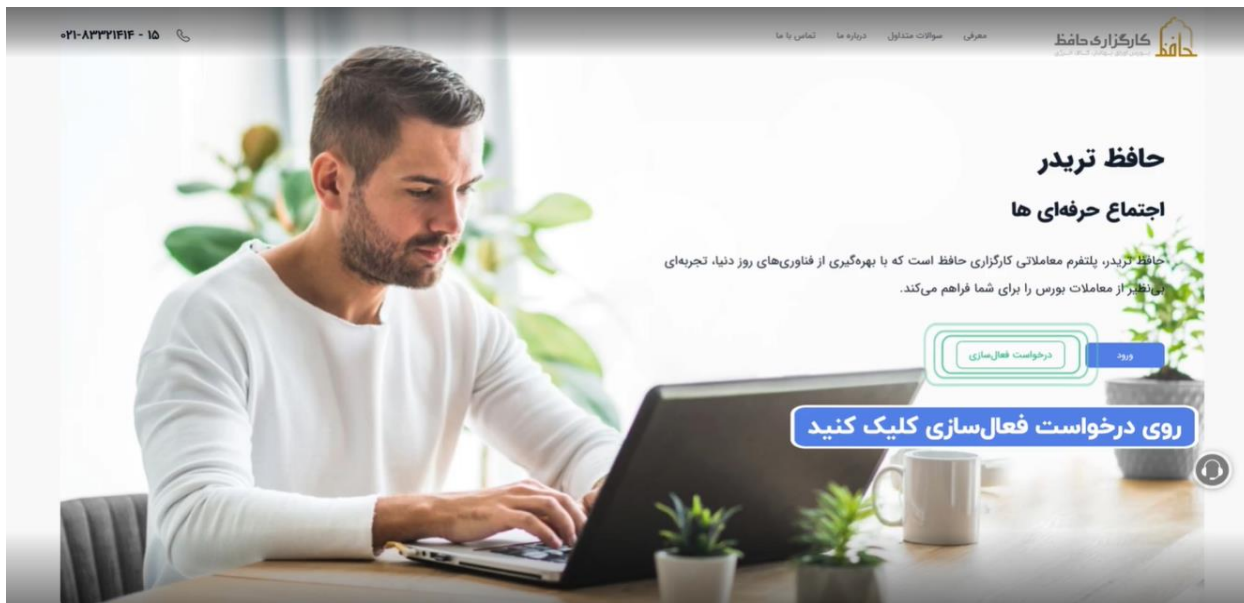 کارگزاری حافظ
حافظ
معرفی
سوالات متداول
درباره ما
تماس با ما
۰۲۱-۸۳۳۲۱۴۱۴ - ۱۵
حافظ تریدر
اجتماع حرفه‌ای ها
حافظ تریدر، پلتفرم معاملاتی کارگزاری حافظ است که با بهره‌گیری از فناوری‌های روز دنیا، تجربه‌ای
بی‌نظیر از معاملات بورس را برای شما فراهم می‌کند.
ورود
درخواست فعال‌سازی
روی درخواست فعال‌سازی کلیک کنید